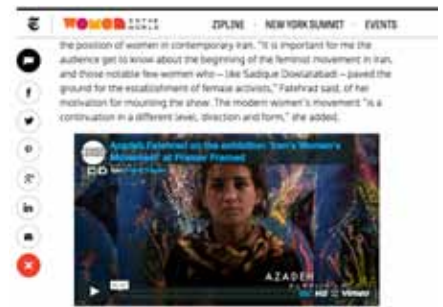 WOMEN IN THE WORLD
ZIPLINE NEW YORK SUMMIT EVENTS
the position of women in contemporary Iran. "It is important for me the
audience get to know about the beginning of the feminist movement in Iran,
and those notable few women who – like Sadique Dowlatabadi – paved the
ground for the establishment of female activists," Fatehrad said, of her
motivation for mounting the show. The modern women's movement "is a
continuation in a different level, direction and form," she added.
Fatehrad on the exhibition 'Iran's Women's
Movement' at Framer Framed
AZADEH
HD vimeo